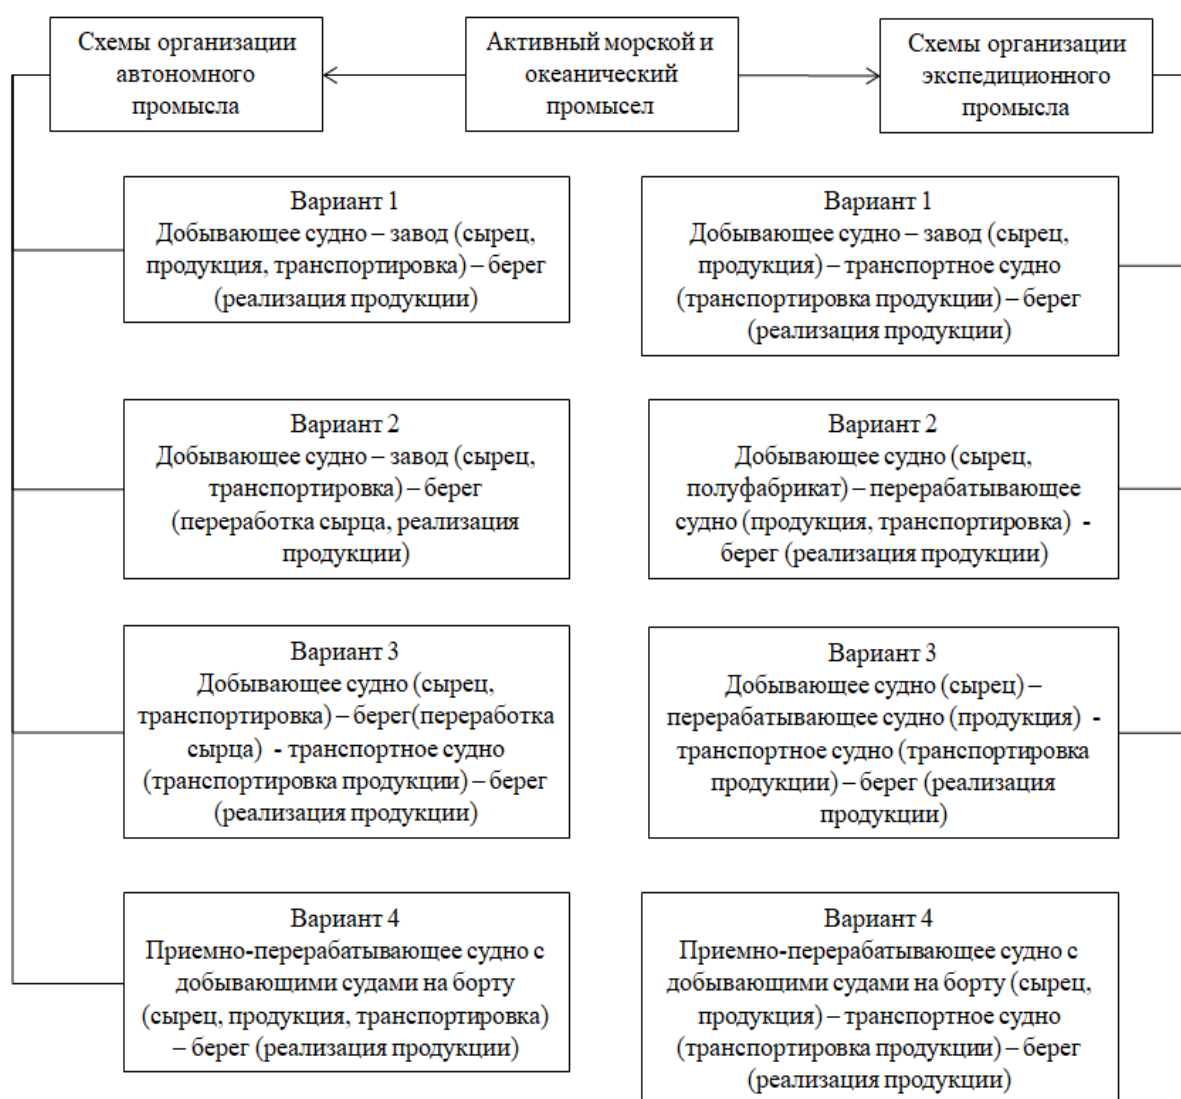 Схемы организации
автономного
промысла
Активный морской и
океанический
промысел
Схемы организации
экспедиционного
промысла
Вариант 1
Добывающее судно – завод (сырец,
продукция, транспортировка) – берег
(реализация продукции)
Вариант 1
Добывающее судно – завод (сырец,
продукция) – транспортное судно
(транспортировка продукции) – берег
(реализация продукции)
Вариант 2
Добывающее судно – завод (сырец,
транспортировка) – берег
(переработка сырца, реализация
продукции)
Вариант 2
Добывающее судно (сырец,
полуфабрикат) – перерабатывающее
судно (продукция, транспортировка) -
берег (реализация продукции)
Вариант 3
Добывающее судно (сырец,
транспортировка) – берег(переработка
сырца) - транспортное судно
(транспортировка продукции) – берег
(реализация продукции)
Вариант 3
Добывающее судно (сырец) –
перерабатывающее судно (продукция) -
транспортное судно (транспортировка
продукции) – берег (реализация
продукции)
Вариант 4
Приемно-перерабатывающее судно с
добывающими судами на борту
(сырец, продукция, транспортировка)
– берег (реализация продукции)
Вариант 4
Приемно-перерабатывающее судно с
добывающими судами на борту (сырец,
продукция) – транспортное судно
(транспортировка продукции) – берег
(реализация продукции)